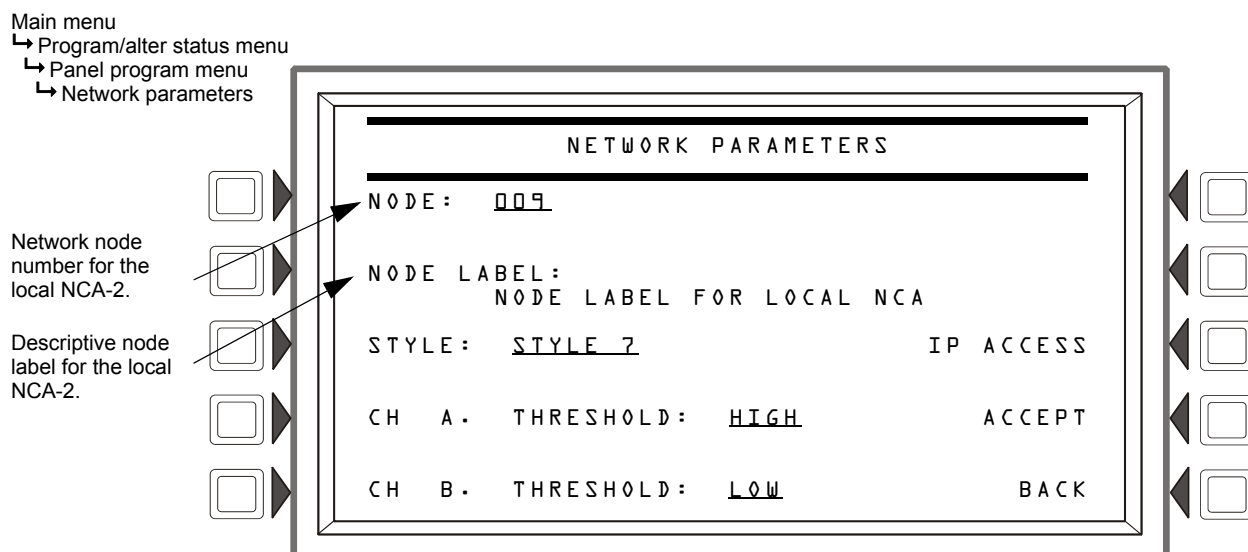 Main menu
Program/alter status menu
Panel program menu
Network parameters
NETWORK PARAMETERS
NODE: 009
Network node
number for the
local NCA-2.
NODE LABEL:
NODE LABEL FOR LOCAL NCA
Descriptive node
label for the local
NCA-2.
STYLE: STYLE 7 IP ACCESS
CH A. THRESHOLD: HIGH ACCEPT
CH B. THRESHOLD: LOW BACK